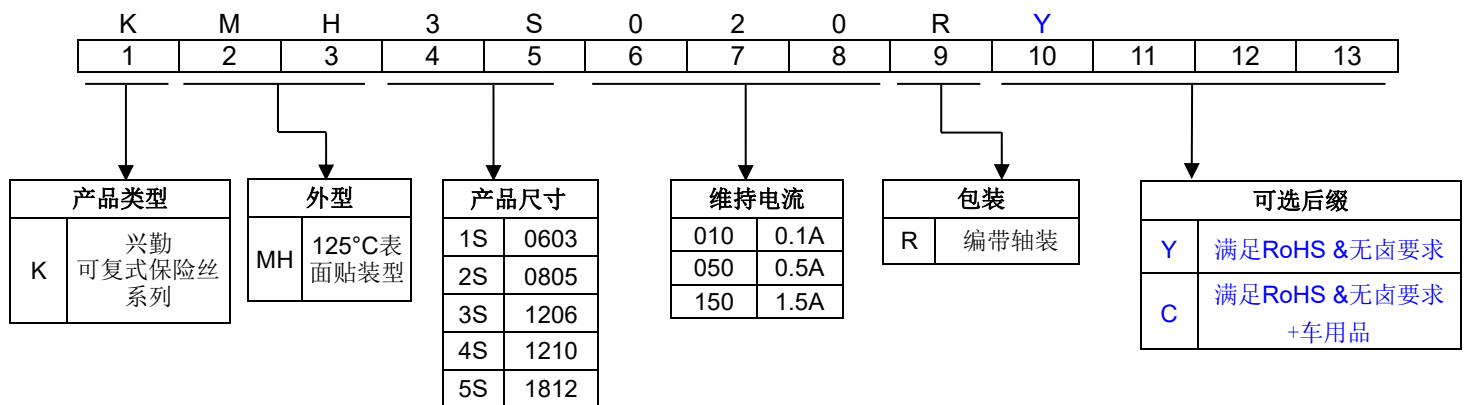 K M H 3 S 0 2 0 R Y
1 2 3 4 5 6 7 8 9 10 11 12 13
产品类型
K 兴勤
可复式保险丝
系列
外型
MH 125°C表
面贴装型
产品尺寸
1S 0603
2S 0805
3S 1206
4S 1210
5S 1812
维持电流
010 0.1A
050 0.5A
150 1.5A
包装
R 编带轴装
可选后缀
Y 满足RoHS &无卤要求
C 满足RoHS &无卤要求
+车用品